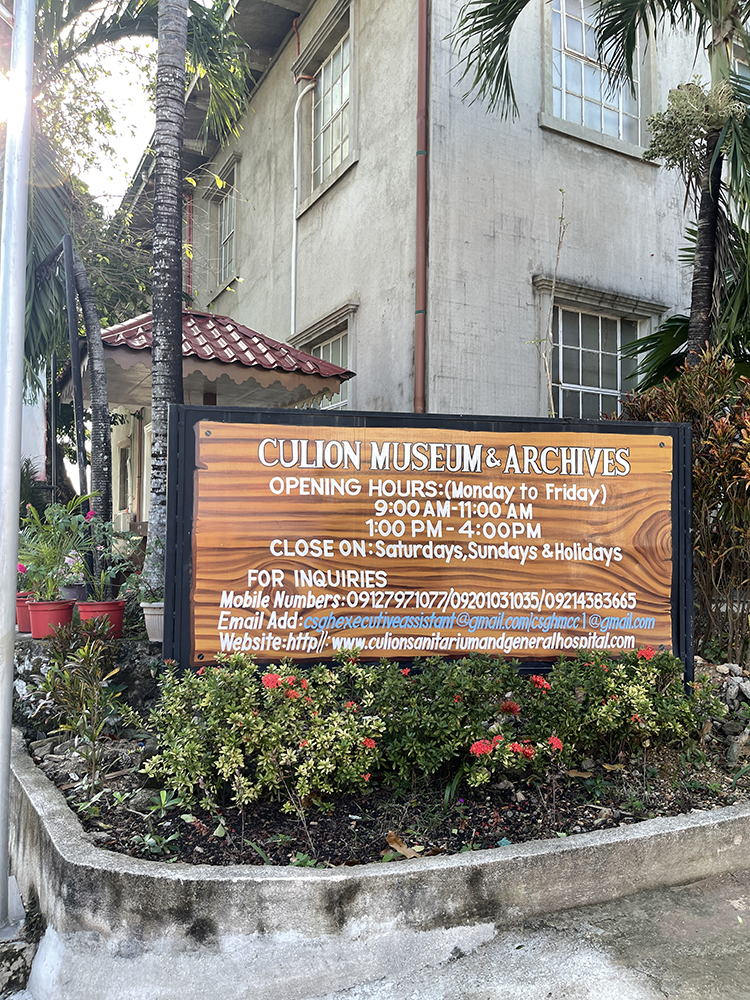 CULION MUSEUM & ARCHIVES
OPENING HOURS:(Monday to Friday)
9:00 AM-11:00 AM
1:00 PM - 4:00PM
CLOSE ON: Saturdays, Sundays & Holidays
FOR INQUIRIES
Mobile Numbers: 09127971077/09201031035/09214383665
Email Add: csghexecutiveassistant@gmail.com/csghmcc1@gmail.com
Website: http// www.culionsanitariumandgeneralhospital.com